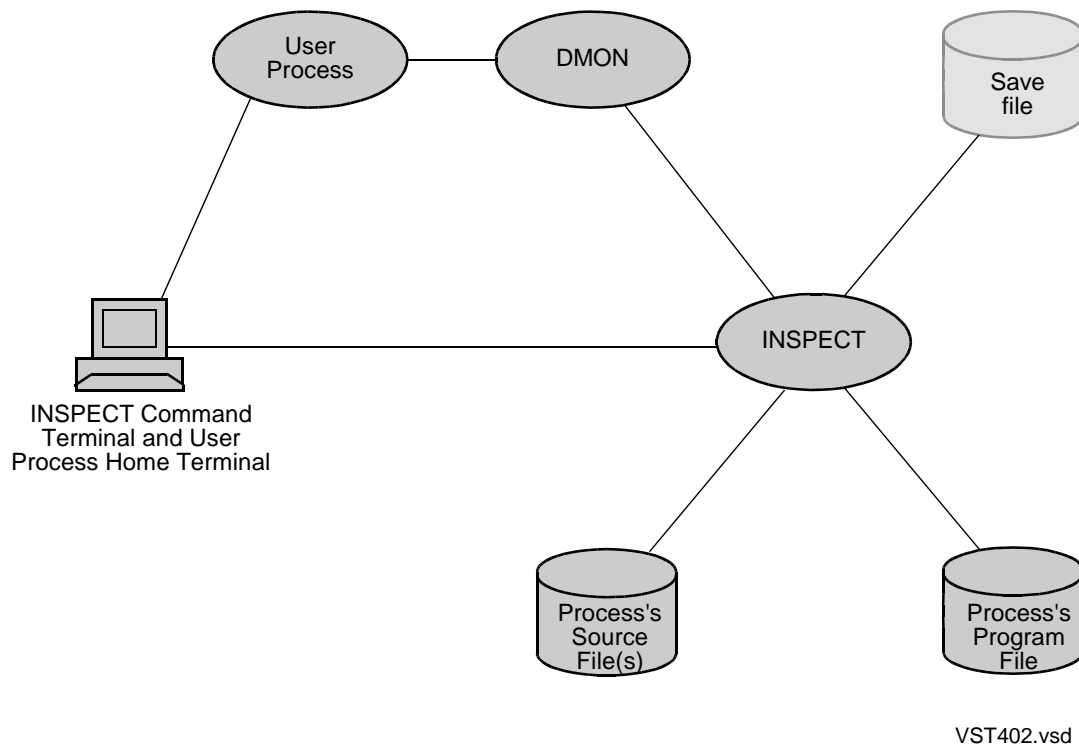 User
Process
DMON
Save
file
INSPECT
INSPECT Command
Terminal and User
Process Home Terminal
Process's
Source
File(s)
Process's
Program
File
VST402.vsd